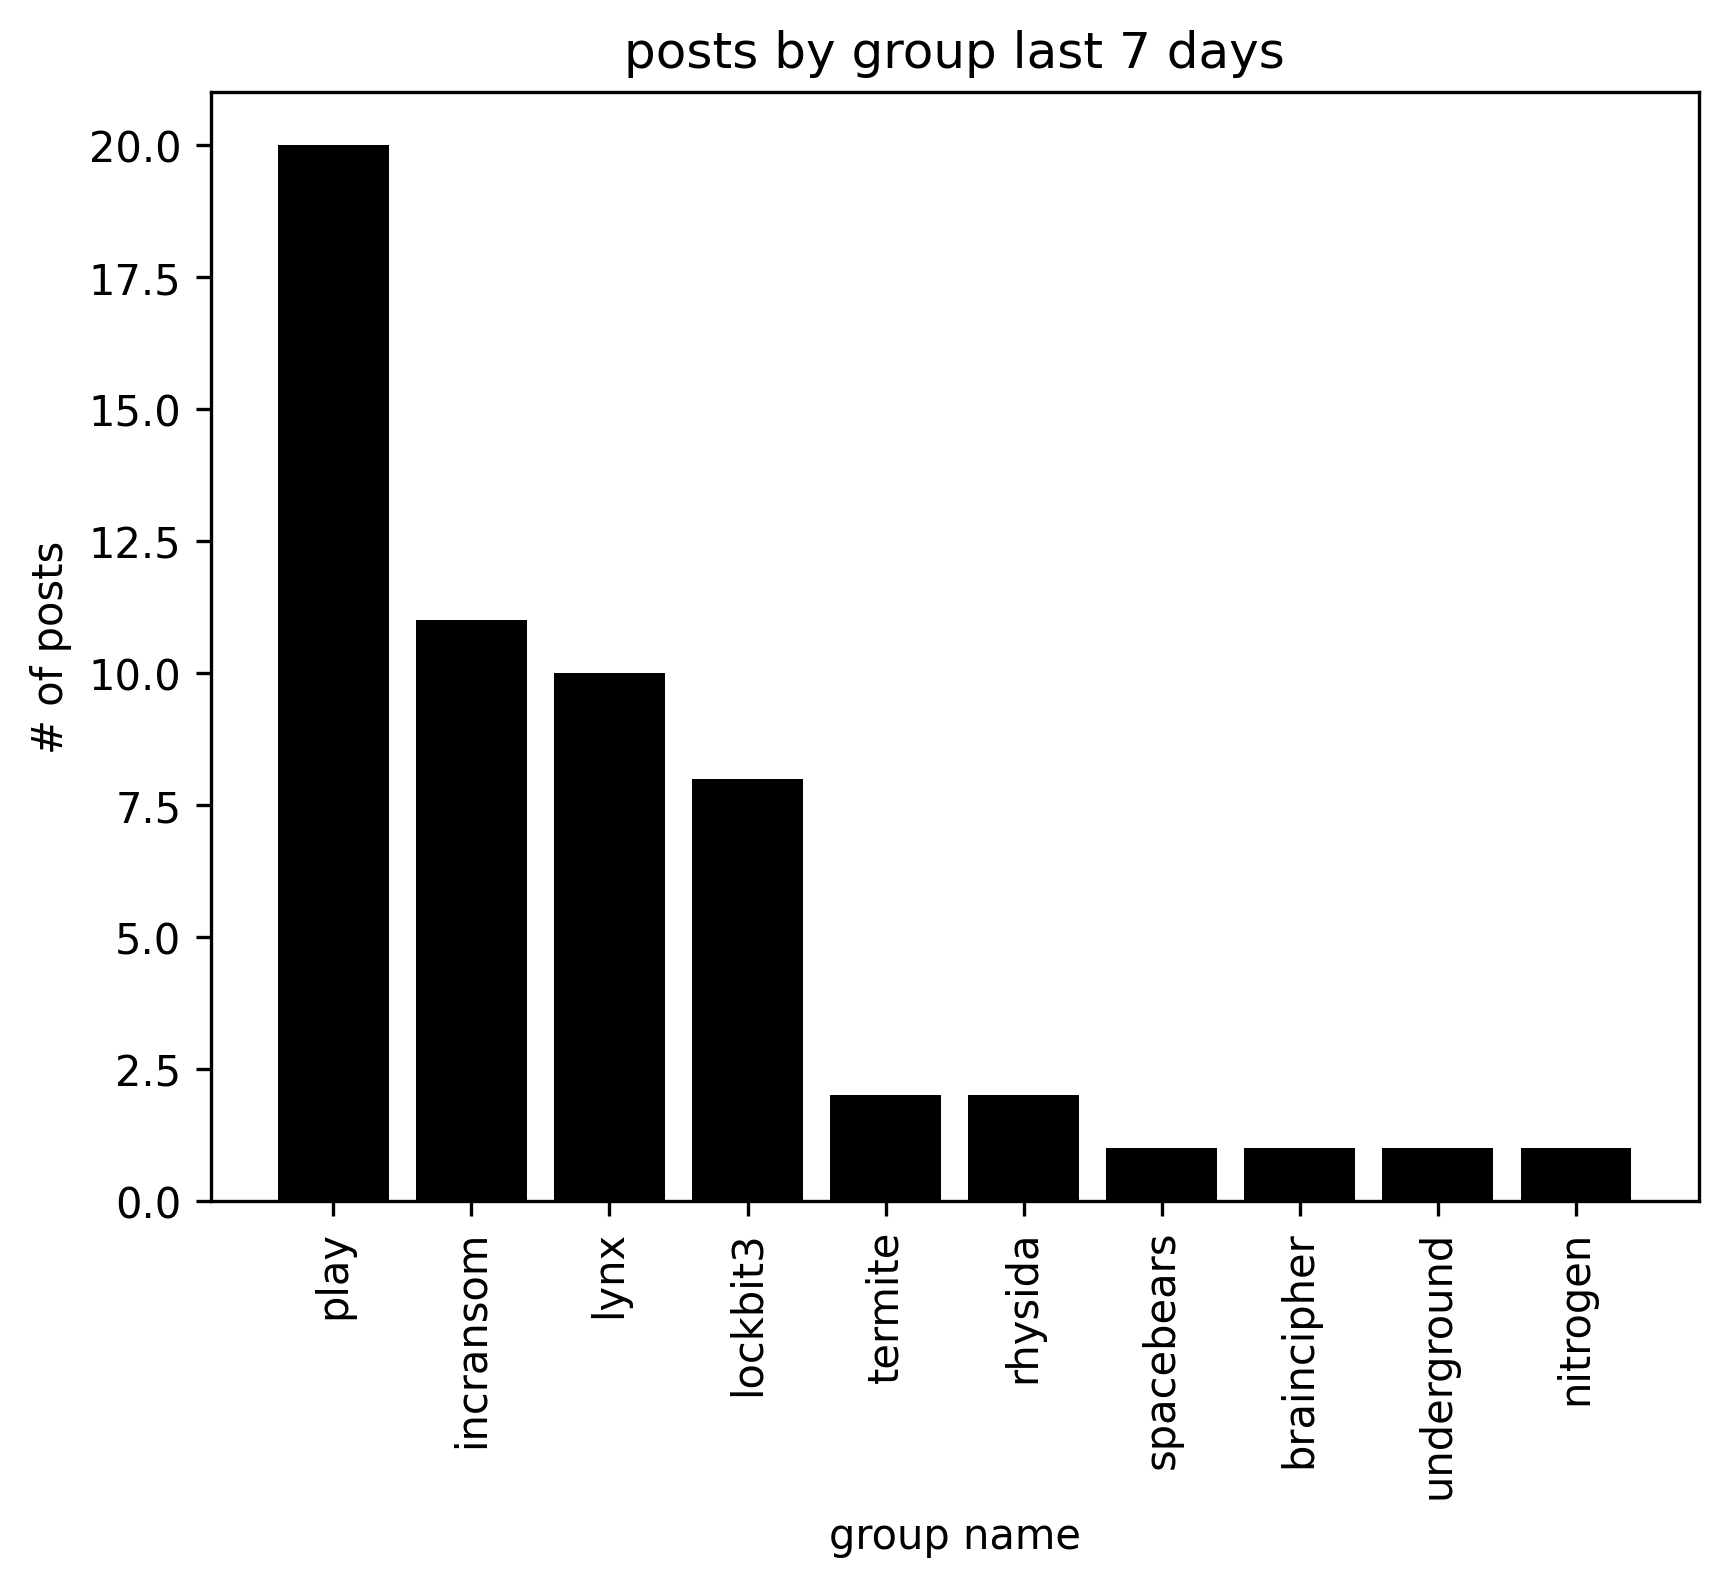 posts by group last 7 days
20.0
17.5
15.0
12.5
10.0
7.5
5.0
2.5
0.0
# of posts
play
incransom
lynx
lockbit3
termite
rhysida
spacebears
braincipher
underground
nitrogen
group name